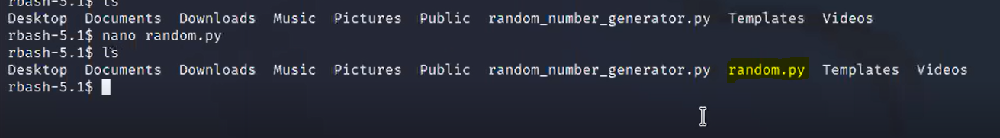 rbash-5.1$ ls
Desktop  Documents  Downloads  Music  Pictures  Public  random_number_generator.py  Templates  Videos
rbash-5.1$ nano random.py
rbash-5.1$ ls
Desktop  Documents  Downloads  Music  Pictures  Public  random_number_generator.py  random.py  Templates  Videos
rbash-5.1$